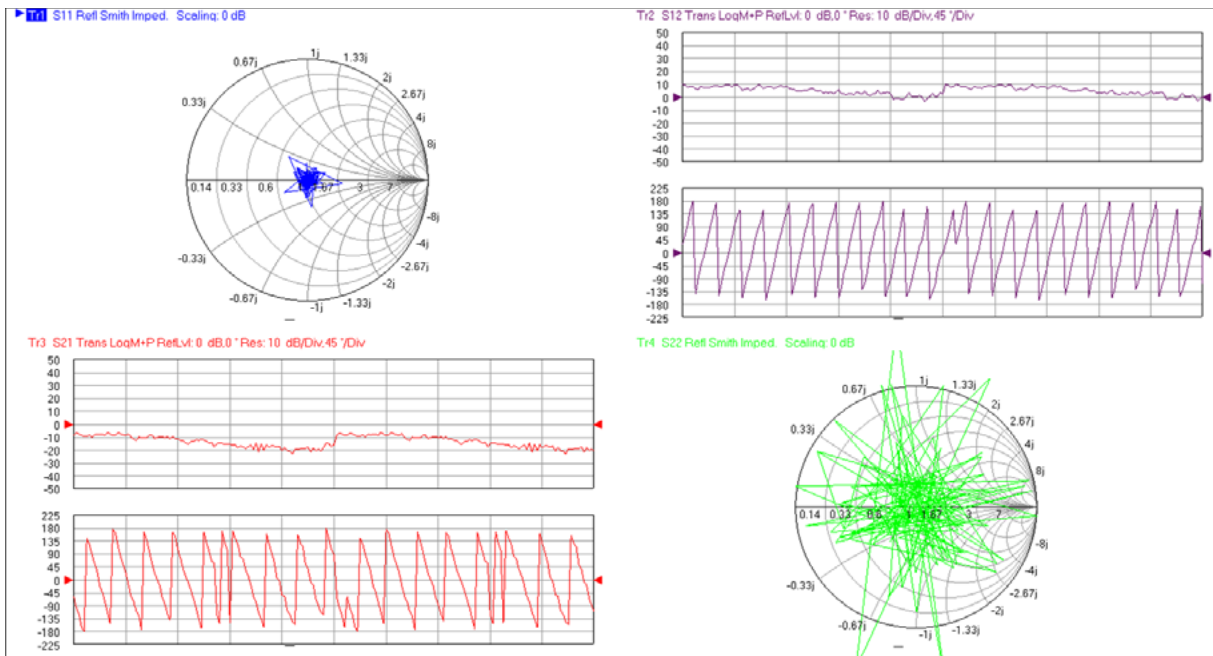 Tr1 S11 Refl Smith Imped. Scaling: 0 dB
1j
0.67j 1.33j
2j
2.67j
0.33j
4j
8j
0.14 0.33 0.6 3 7
-8j
-4j
-0.33j
-2.67j
-2j
-0.67j -1.33j
-1j
Tr2 S12 Trans LogM+P RefLvl: 0 dB,0 ° Res: 10 dB/Div,45 °/Div
50
40
30
20
10
0
-10
-20
-30
-40
-50
225
180
135
90
45
0
-45
-90
-135
-180
-225
Tr3 S21 Trans LogM+P RefLvl: 0 dB,0 ° Res: 10 dB/Div,45 °/Div
50
40
30
20
10
0
-10
-20
-30
-40
-50
225
180
135
90
45
0
-45
-90
-135
-180
-225
Tr4 S22 Refl Smith Imped. Scaling: 0 dB
1j
0.67j 1.33j
2j
2.67j
0.33j
4j
8j
0.14 0.33 0.6 1 1.67 3 7
-8j
-4j
-0.33j
-2.67j
-2j
-0.67j -1.33j
-1j